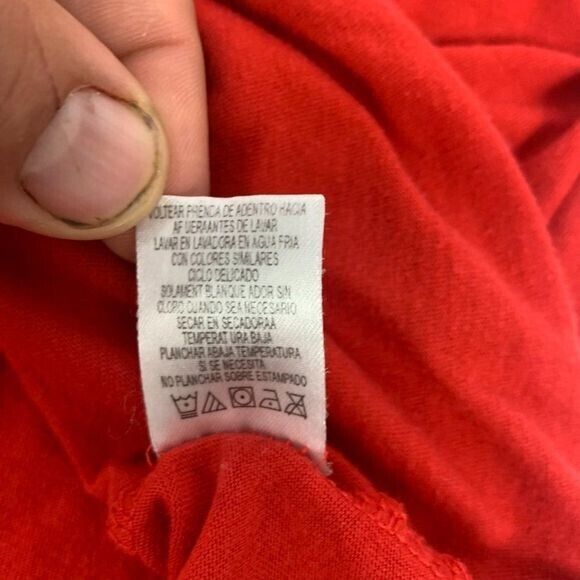 VOLTEAR PRENDA DE ADENTRO HACIA
AFUERAANTES DE LAVAR
LAVAR EN LAVADORA EN AGUA FRIA
CON COLORES SIMILARES
CICLO DELICADO
SOLAMENT BLANQUE ADOR SIN
CLORO CUANDO SEA NECESARIO
SECAR EN SECADORAA
TEMPERAT URA BAJA
PLANCHAR ABAJA TEMPERATURA
SI SE NECESITA
NO PLANCHAR SOBRE ESTAMPADO